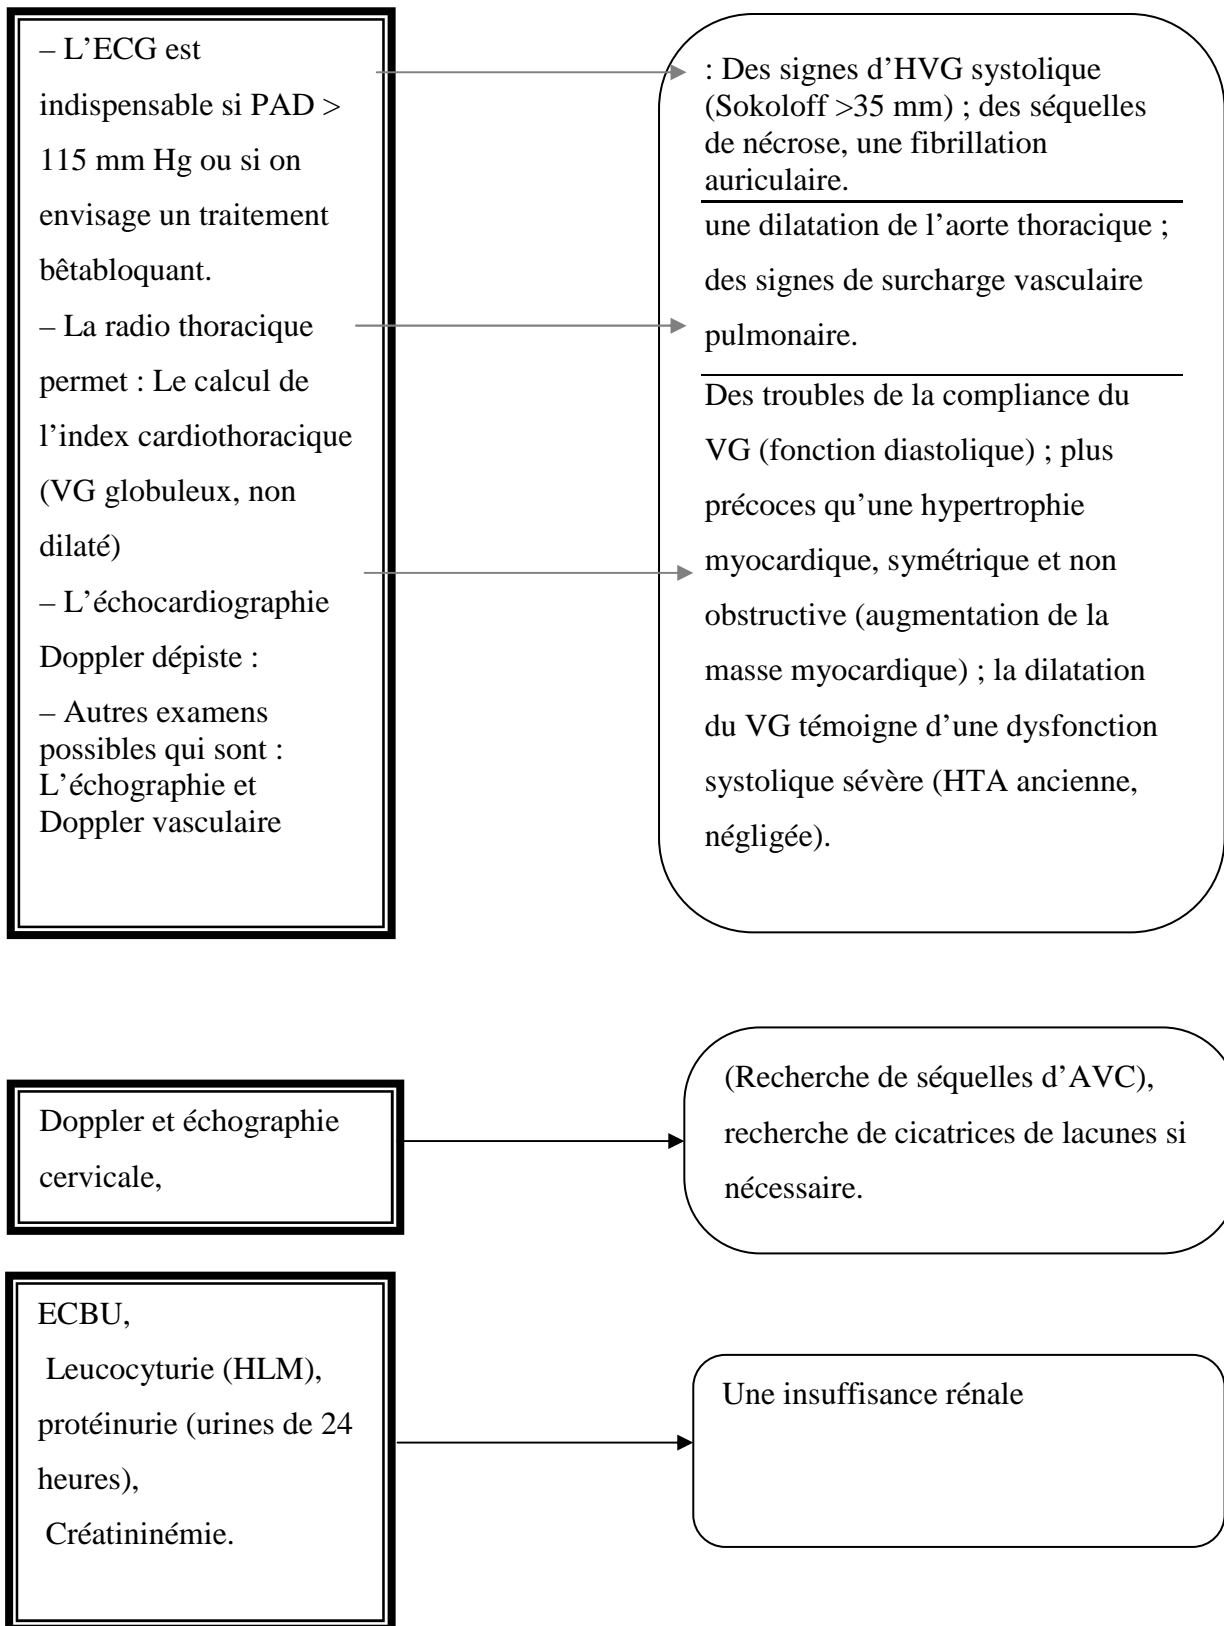 – L’ECG est
indispensable si PAD >
115 mm Hg ou si on
envisage un traitement
bêtabloquant.
– La radio thoracique
permet : Le calcul de
l’index cardiothoracique
(VG globuleux, non
dilaté)
– L’échocardiographie
Doppler dépiste :
– Autres examens
possibles qui sont :
L’échographie et
Doppler vasculaire
: Des signes d’HVG systolique
(Sokoloff >35 mm) ; des séquelles
de nécrose, une fibrillation
auriculaire.
une dilatation de l’aorte thoracique ;
des signes de surcharge vasculaire
pulmonaire.
Des troubles de la compliance du
VG (fonction diastolique) ; plus
précoces qu’une hypertrophie
myocardique, symétrique et non
obstructive (augmentation de la
masse myocardique) ; la dilatation
du VG témoigne d’une dysfonction
systolique sévère (HTA ancienne,
négligée).
Doppler et échographie
cervicale,
(Recherche de séquelles d’AVC),
recherche de cicatrices de lacunes si
nécessaire.
ECBU,
Leucocyturie (HLM),
protéinurie (urines de 24
heures),
Créatininémie.
Une insuffisance rénale